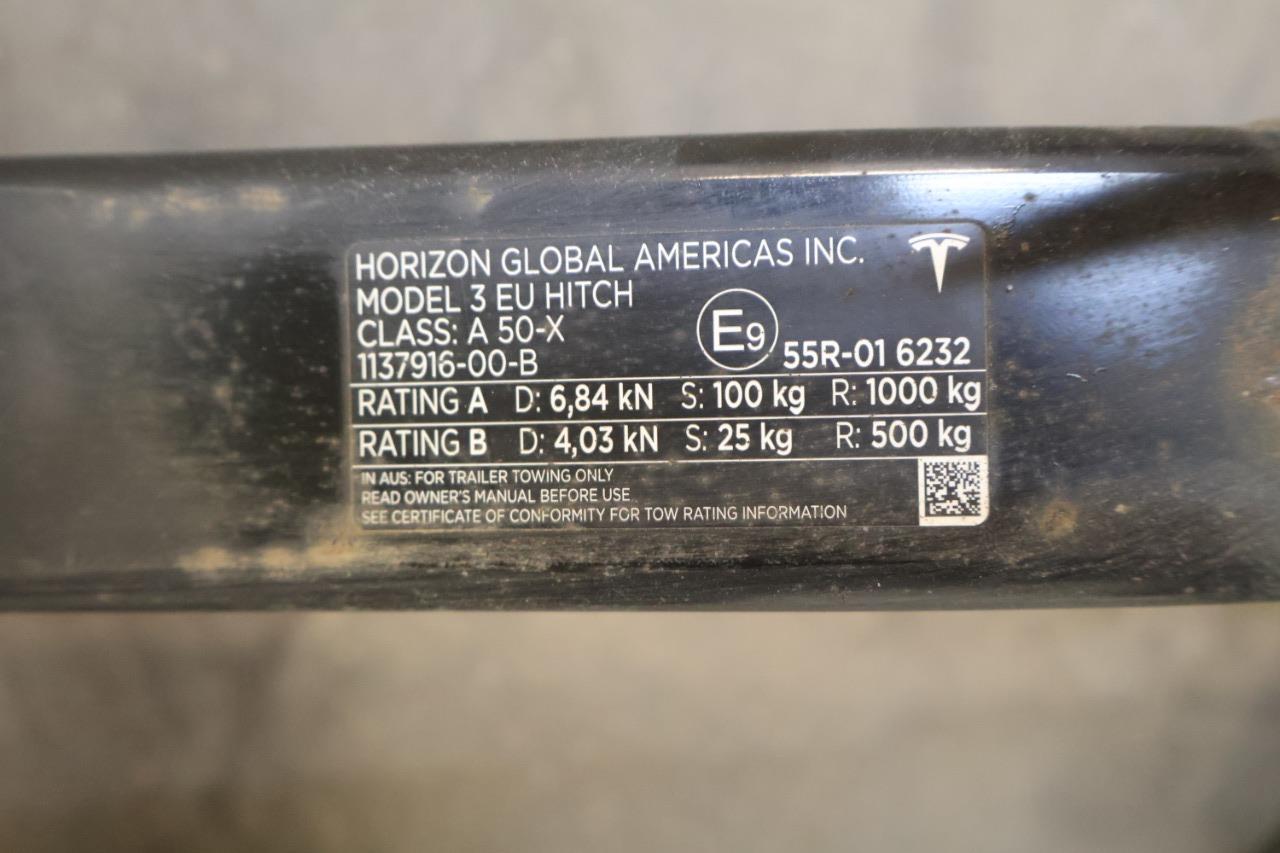 HORIZON GLOBAL AMERICAS INC.
MODEL 3 EU HITCH
CLASS: A 50-X
E9 55R-01 6232
1137916-00-B
RATING A D: 6,84 kN S: 100 kg R: 1000 kg
RATING B D: 4,03 kN S: 25 kg R: 500 kg
IN AUS: FOR TRAILER TOWING ONLY
READ OWNER'S MANUAL BEFORE USE
SEE CERTIFICATE OF CONFORMITY FOR TOW RATING INFORMATION